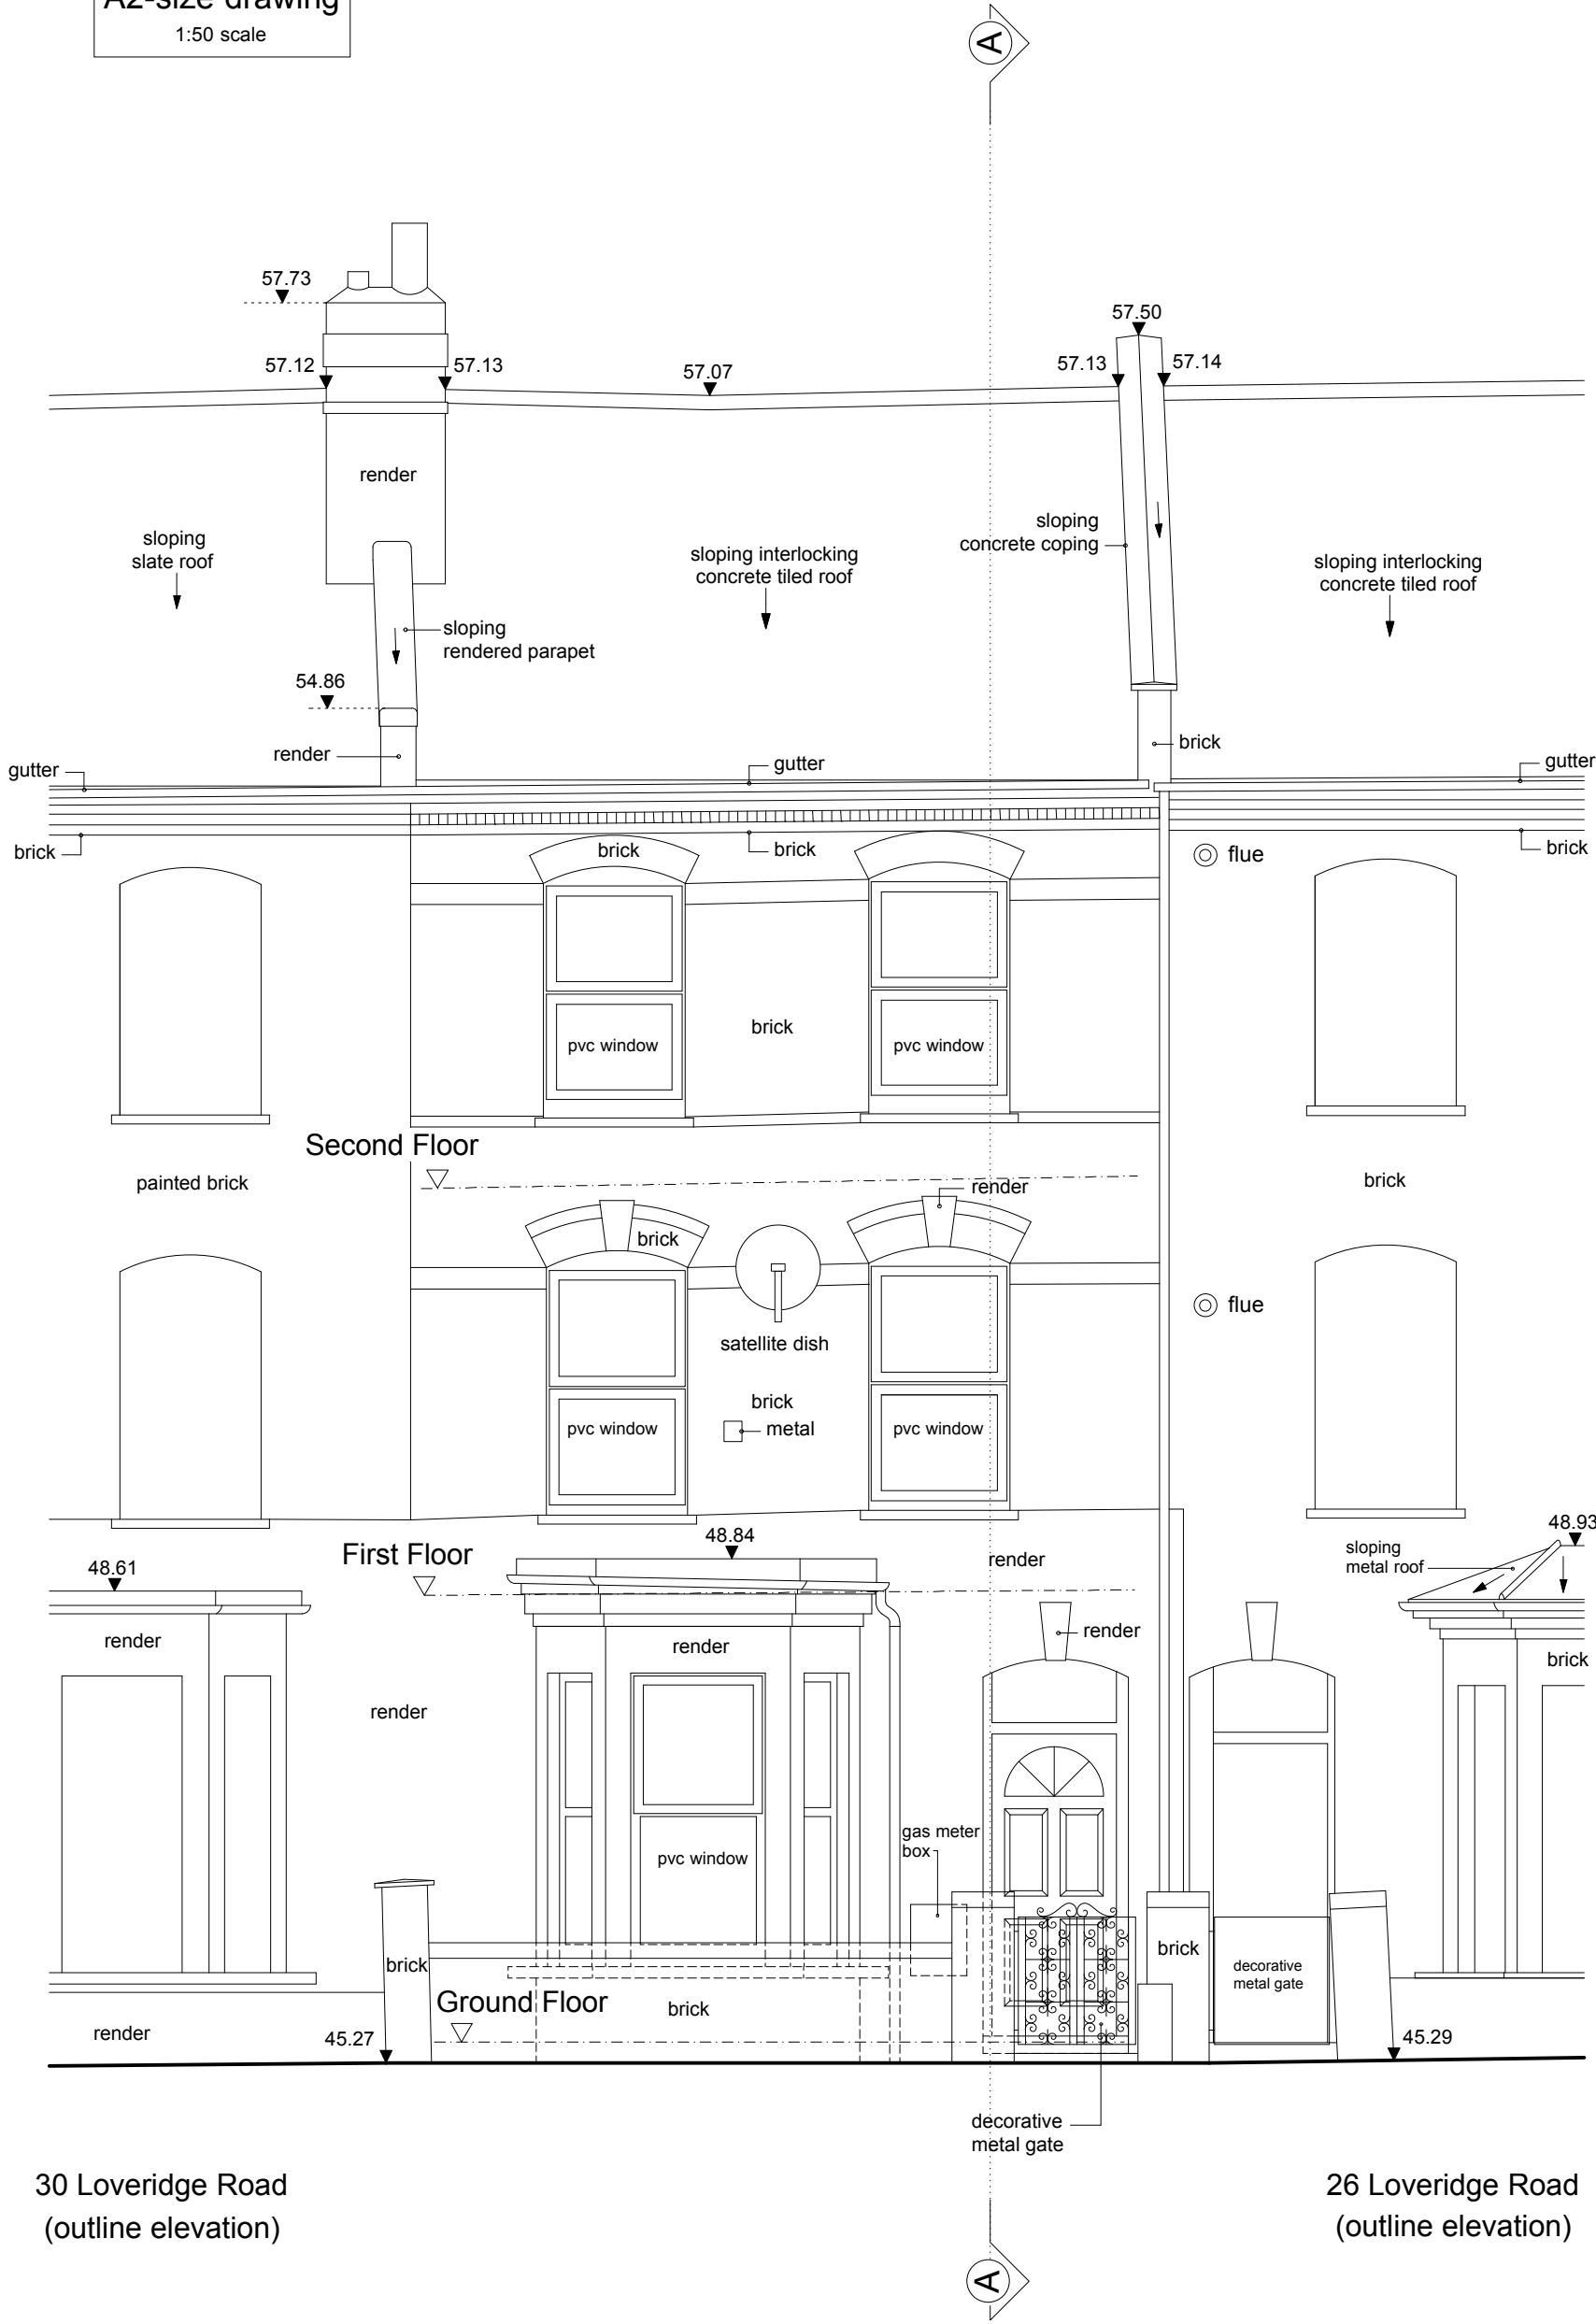 A2-size drawing
1:50 scale
A
57.73
57.50
57.12
57.13
57.07
57.13
57.14
render
sloping
slate roof
sloping interlocking
concrete tiled roof
sloping
concrete coping
sloping interlocking
concrete tiled roof
sloping
rendered parapet
54.86
render
brick
gutter
gutter
gutter
brick
brick
brick
brick
flue
pvc window
brick
pvc window
Second Floor
painted brick
brick
render
brick
flue
satellite dish
brick
pvc window
metal
pvc window
48.84
48.93
First Floor
render
sloping
metal roof
48.61
render
render
render
brick
render
gas meter
box
pvc window
brick
brick
decorative
metal gate
Ground Floor
brick
render
45.27
45.29
decorative
metal gate
30 Loveridge Road
(outline elevation)
26 Loveridge Road
(outline elevation)
A